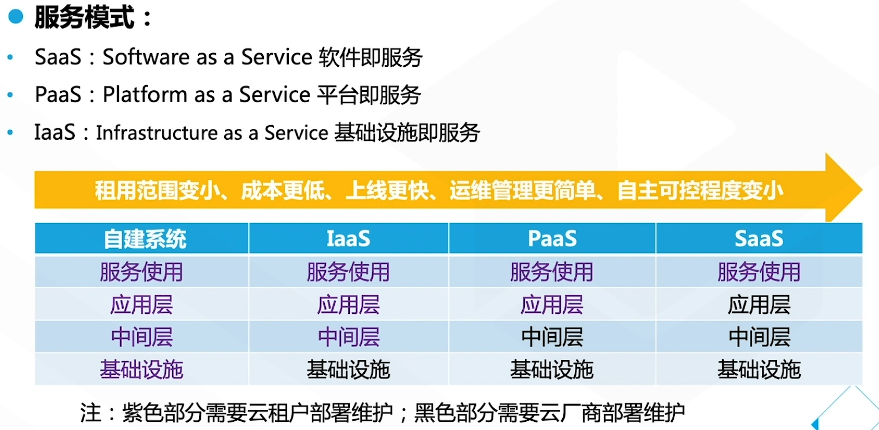 服务模式：
SaaS：Software as a Service 软件即服务
PaaS：Platform as a Service 平台即服务
IaaS：Infrastructure as a Service 基础设施即服务
租用范围变小、成本更低、上线更快、运维管理更简单、自主可控程度变小
自建系统 IaaS PaaS SaaS
服务使用 服务使用 服务使用 服务使用
应用层 应用层 应用层 应用层
中间层 中间层 中间层 中间层
基础设施 基础设施 基础设施 基础设施
注：紫色部分需要云租户部署维护；黑色部分需要云厂商部署维护